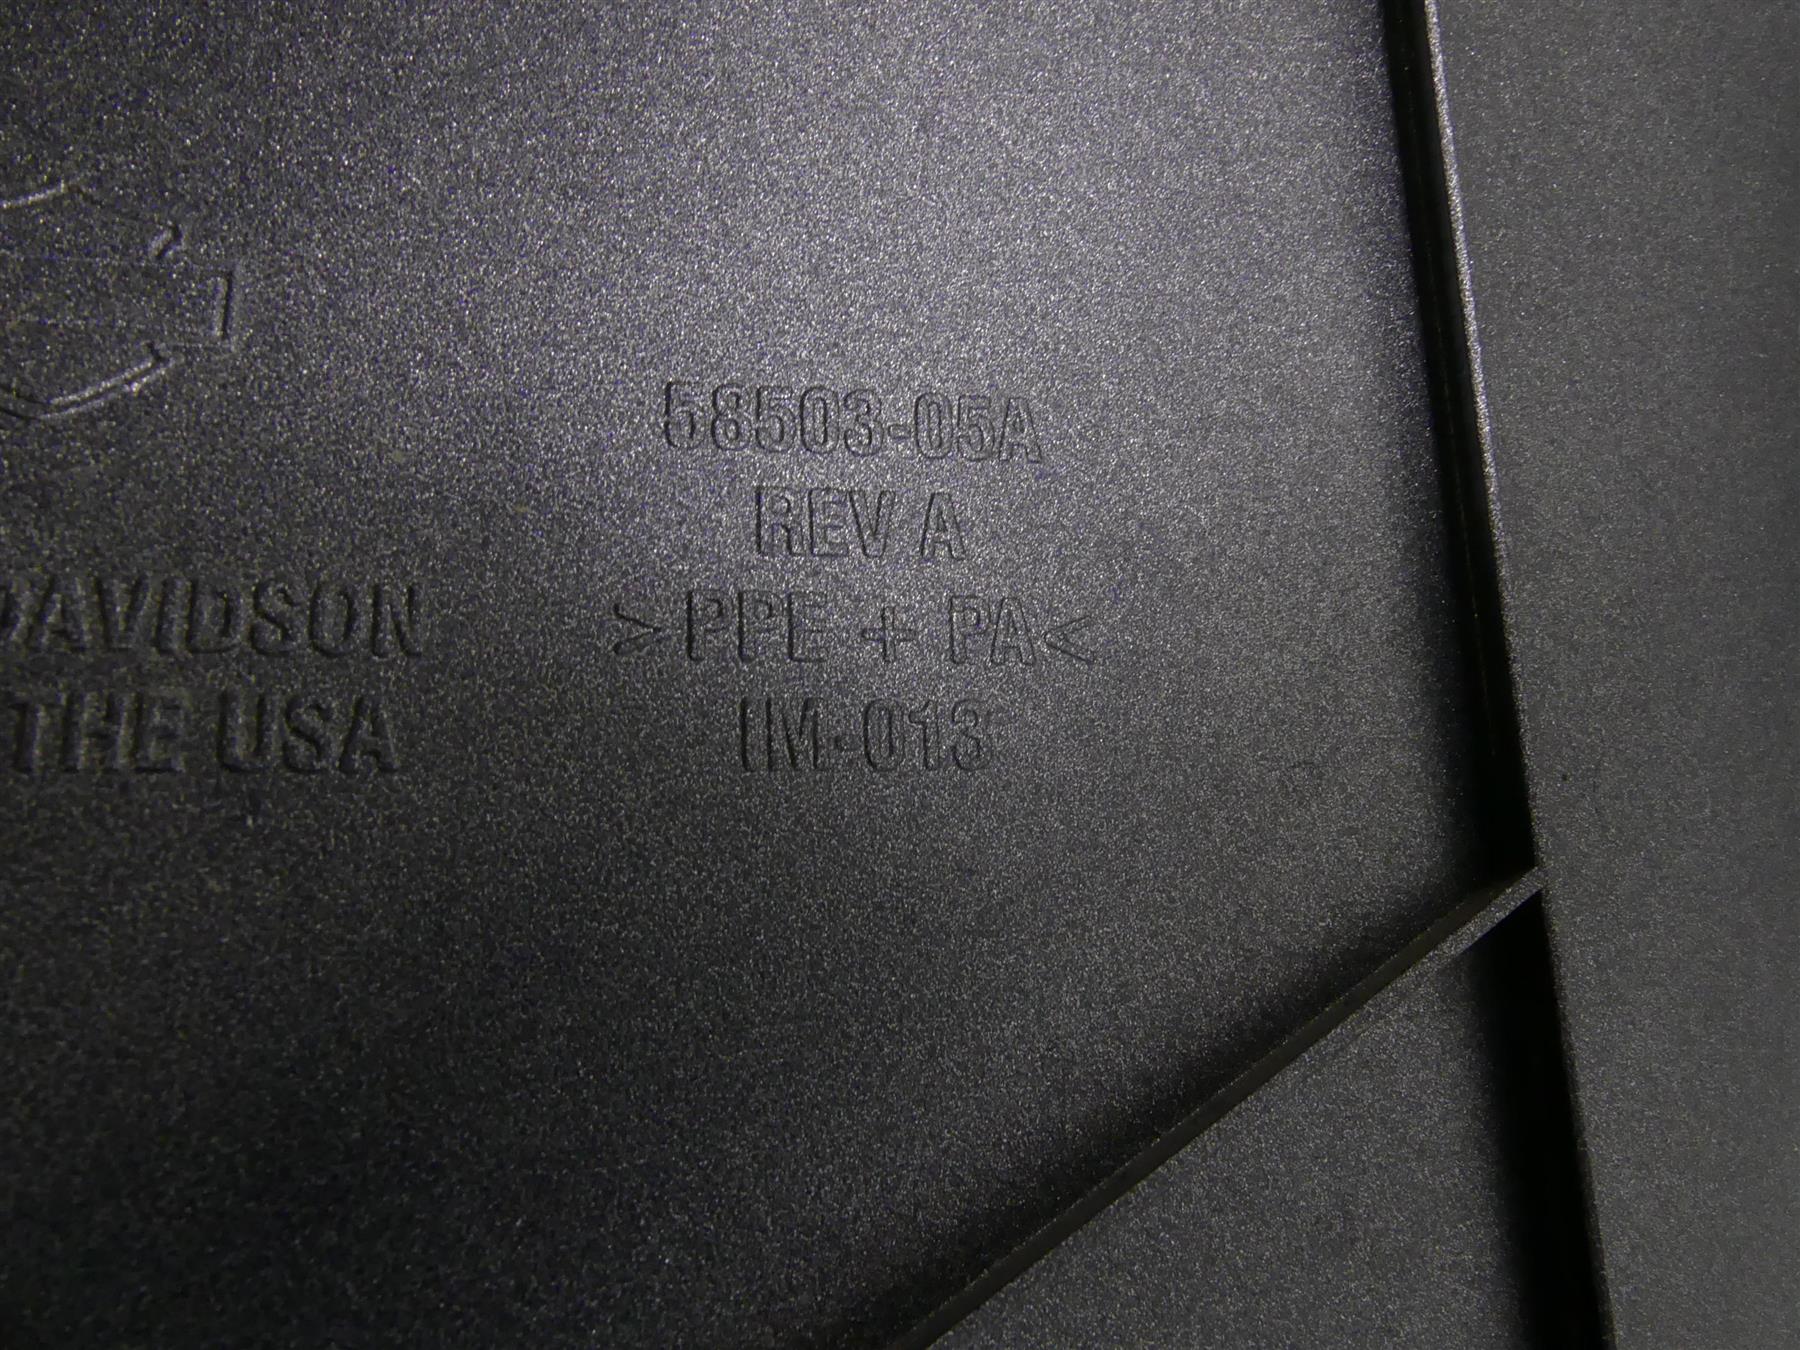 58503-05A
REV A
>PPE + PA<
IM-013
DAVIDSON
THE USA